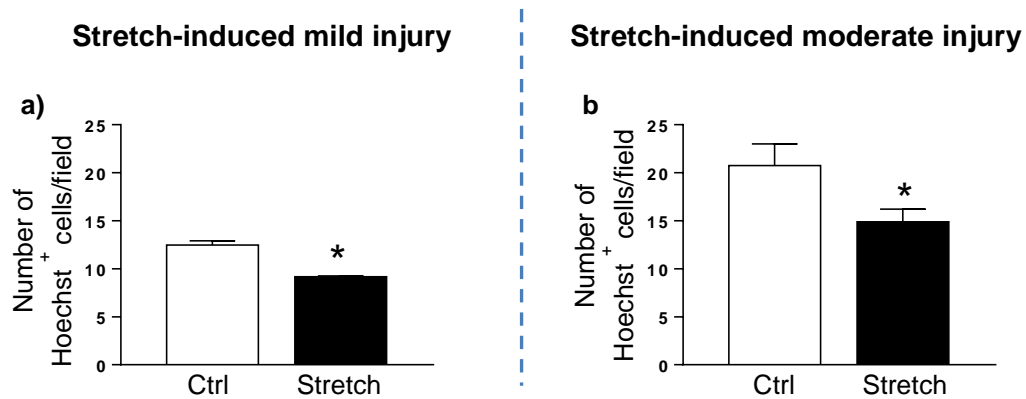 Stretch-induced mild injury
a)
Number of
Hoechst+ cells/field
25
20
15
10
5
0
*
Ctrl
Stretch
Stretch-induced moderate injury
b
Number of
Hoechst+ cells/field
25
20
15
10
5
0
*
Ctrl
Stretch